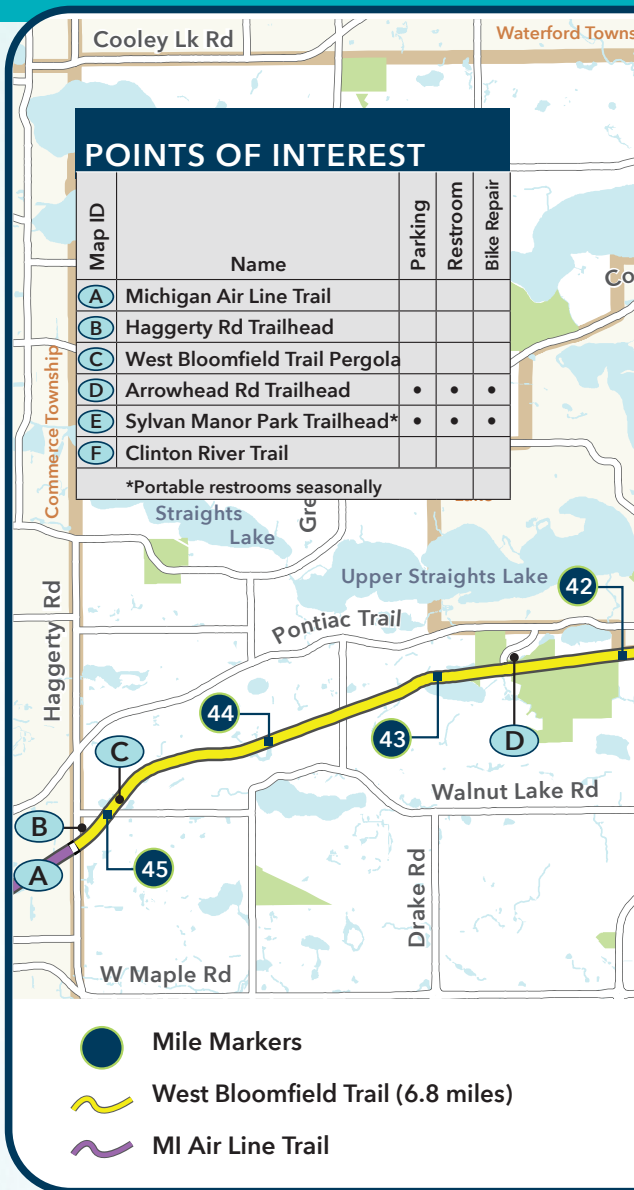 Cooley Lk Rd
Waterford Towns
POINTS OF INTEREST
Map ID
Name
Parking
Restroom
Bike Repair
A Michigan Air Line Trail
B Haggerty Rd Trailhead
C West Bloomfield Trail Pergola
D Arrowhead Rd Trailhead • • •
E Sylvan Manor Park Trailhead* • • •
F Clinton River Trail
*Portable restrooms seasonally
Co
Commerce Township
Straights
Lake
Gre
Lake
Upper Straights Lake
42
Haggerty Rd
Pontiac Trail
44
43
D
C
Walnut Lake Rd
B
A
45
Drake Rd
W Maple Rd
Mile Markers
West Bloomfield Trail (6.8 miles)
MI Air Line Trail